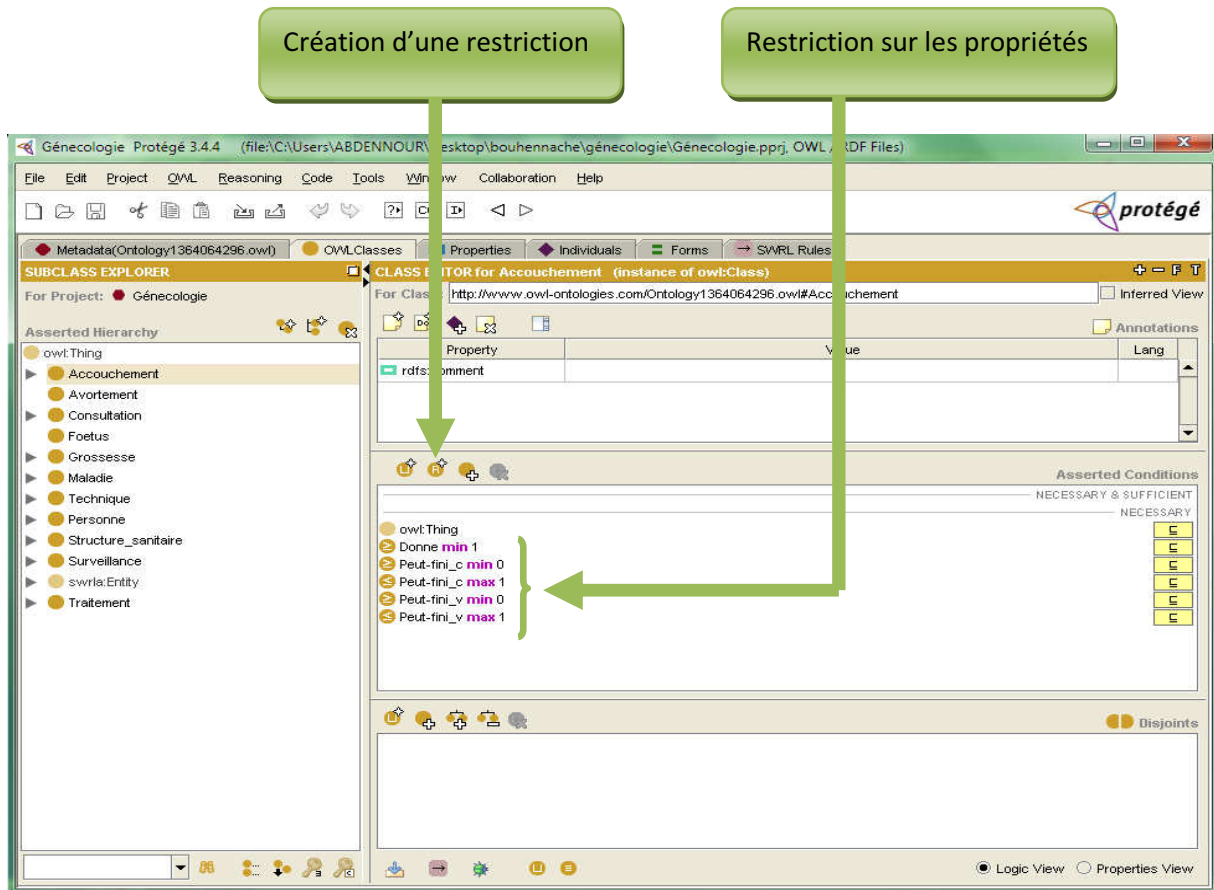 Création d'une restriction
Restriction sur les propriétés
Génecologie Protégé 3.4.4 (file:\C:\Users\ABDENNOUR\ esktop\bouhennache\génecologie\Génecologie.pprj, OWL / RDF Files)
File Edit Project OWL Reasoning Code Tools Window Collaboration Help
protégé
Metadata(Ontology1364064296.owl) OWLClasses Properties Individuals Forms SWRL Rules
SUBCLASS EXPLORER
CLASS EDITOR for Accouchement (instance of owl:Class)
For Project: Génecologie
For Class: http://www.owl-ontologies.com/Ontology1364064296.owl#Accouchement
Inferred View
Asserted Hierarchy
Annotations
Property Value Lang
rdfs:comment
owl:Thing
Accouchement
Avortement
Consultation
Foetus
Grossesse
Maladie
Technique
Personne
Structure_sanitaire
Surveillance
swrla:Entity
Traitement
Asserted Conditions
NECESSARY & SUFFICIENT
NECESSARY
owl:Thing
Donne min 1
Peut-fini_c min 0
Peut-fini_c max 1
Peut-fini_v min 0
Peut-fini_v max 1
Disjoints
Logic View Properties View